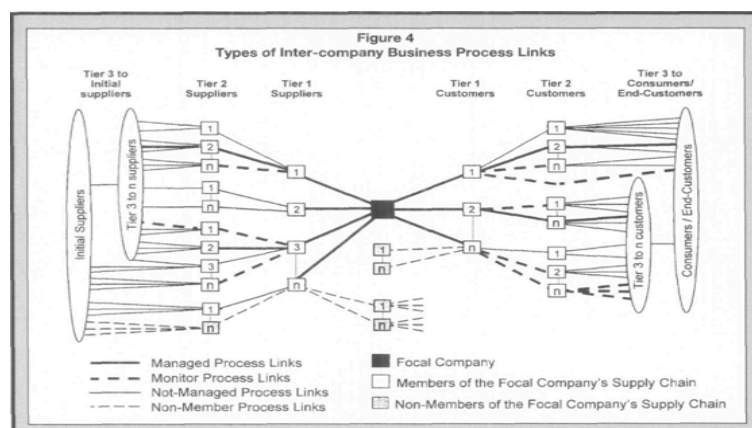 Figure 4
Types of Inter-company Business Process Links
Tier 3 to
Initial
suppliers
Tier 2
Suppliers
Tier 1
Suppliers
Tier 1
Customers
Tier 2
Customers
Tier 3 to
Consumers/
End-Customers
Initial Suppliers
Tier 3 to n suppliers
1
2
n
1
n
1
2
3
n
1
n
1
2
3
n
1
n
1
n
1
2
n
1
2
n
1
n
1
2
n
Tier 3 to n customers
Consumers / End-Customers
Managed Process Links
Monitor Process Links
Not-Managed Process Links
Non-Member Process Links
Focal Company
Members of the Focal Company's Supply Chain
Non-Members of the Focal Company's Supply Chain